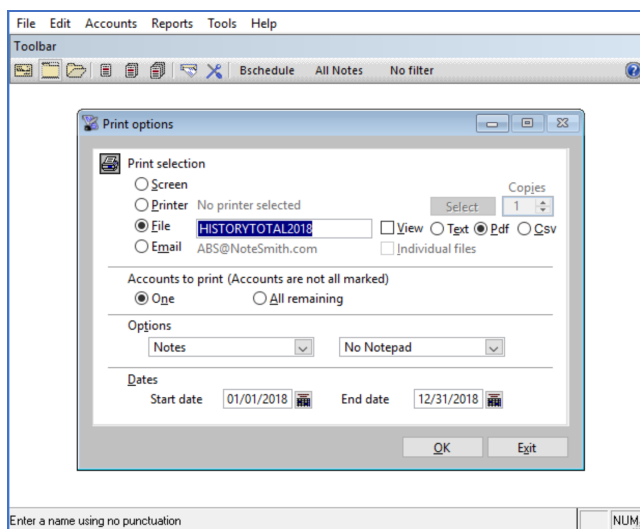 File Edit Accounts Reports Tools Help
Toolbar
Bschedule All Notes No filter
Print options
Print selection
Screen
Copies
Printer No printer selected Select 1
File HISTORYTOTAL2018 View Text Pdf Csv
Email ABS@NoteSmith.com Individual files
Accounts to print (Accounts are not all marked)
One All remaining
Options
Notes No Notepad
Dates
Start date 01/01/2018 End date 12/31/2018
OK Exit
Enter a name using no punctuation NUM